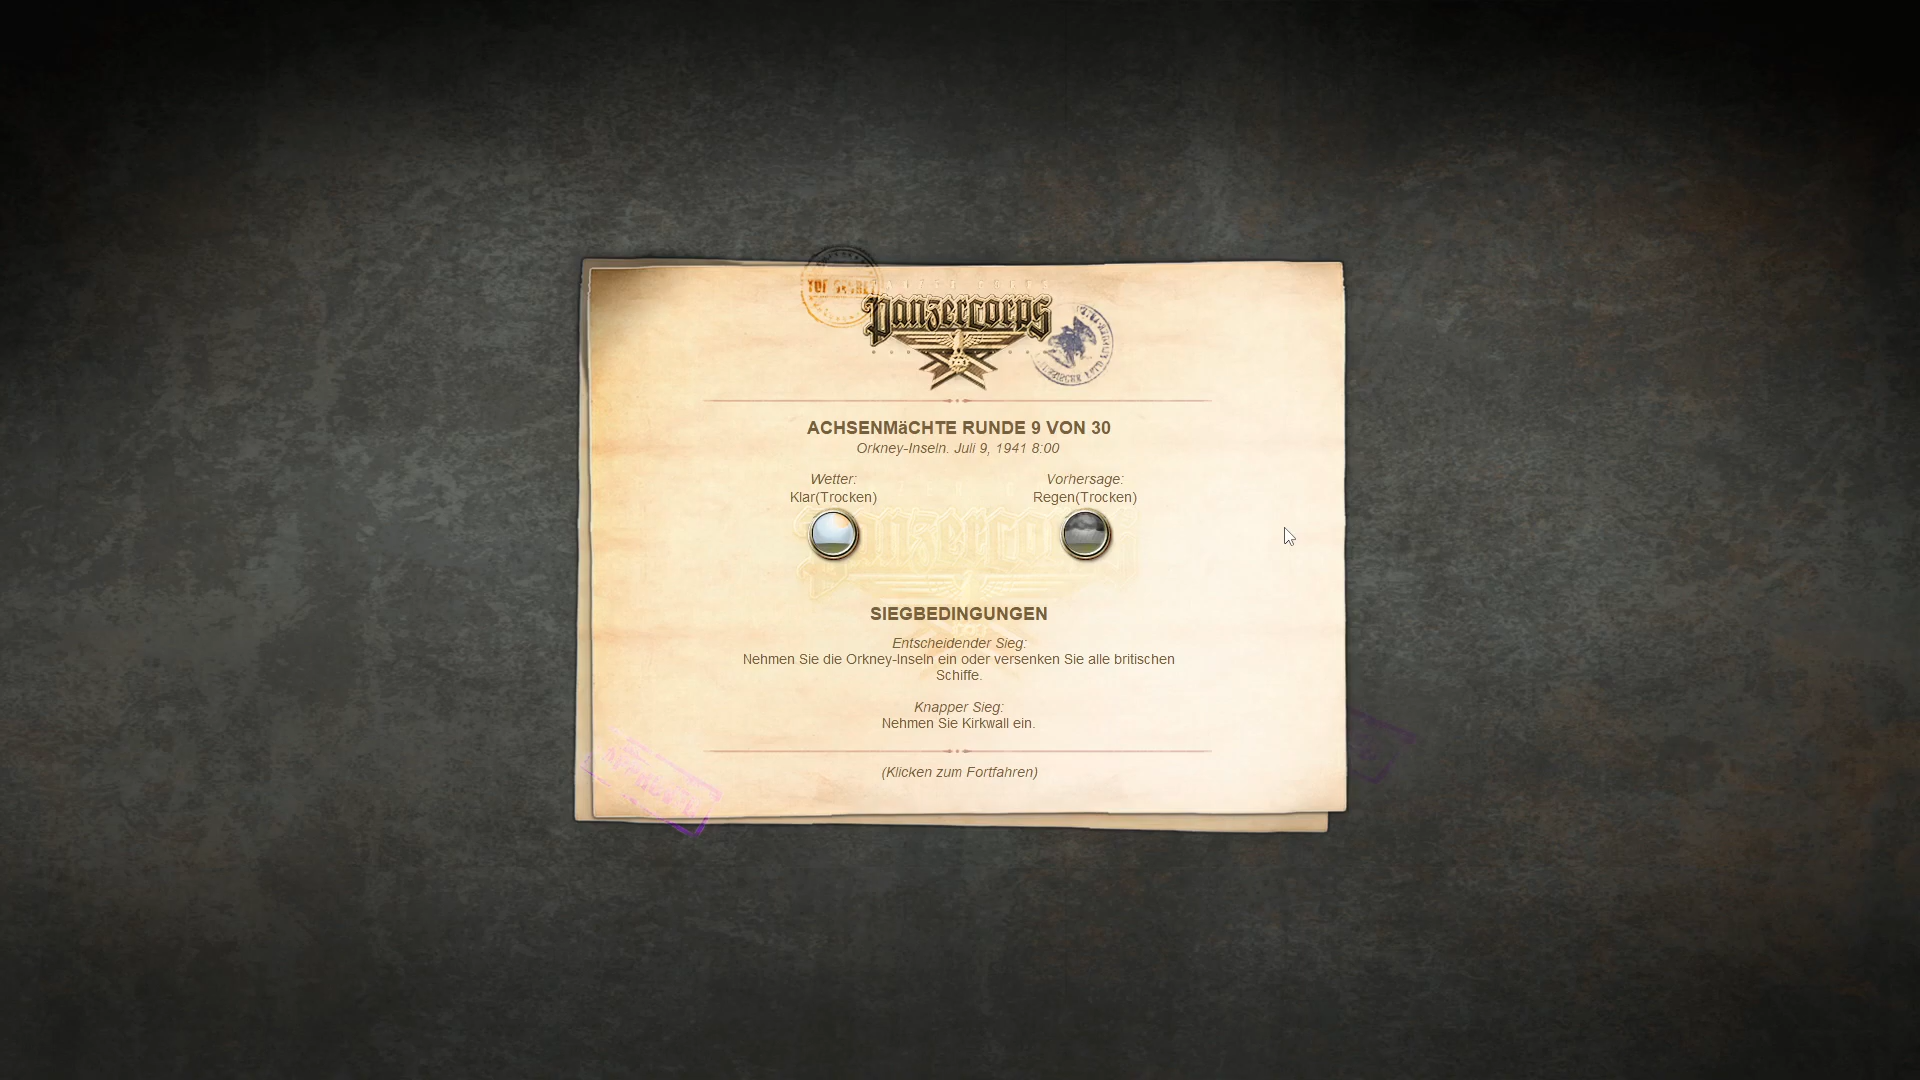 TOP SECRET
Panzercorps
ACHSENMäCHTE RUNDE 9 VON 30
Orkney-Inseln. Juli 9, 1941 8:00
Wetter:
Vorhersage:
Klar(Trocken)
Regen(Trocken)
SIEGBEDINGUNGEN
Entscheidender Sieg:
Nehmen Sie die Orkney-Inseln ein oder versenken Sie alle britischen
Schiffe.
Knapper Sieg:
Nehmen Sie Kirkwall ein.
(Klicken zum Fortfahren)